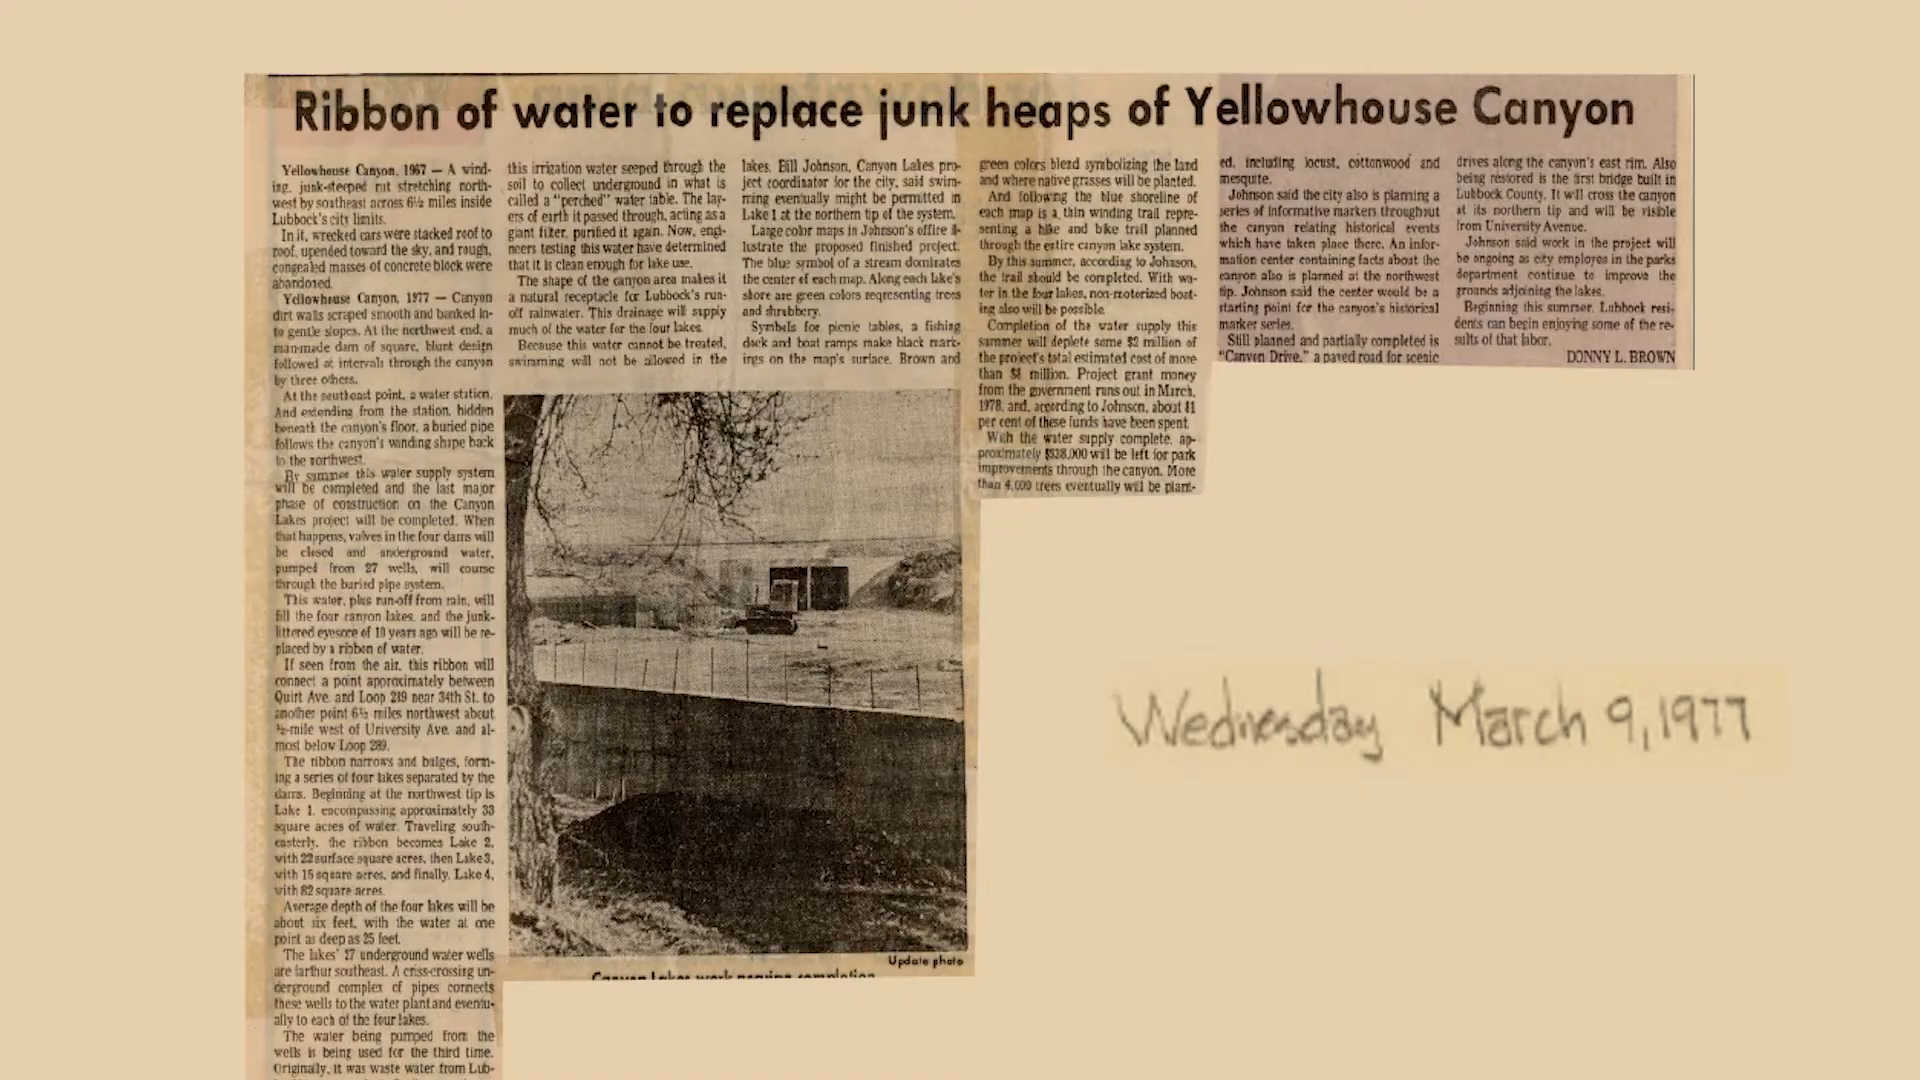 Ribbon of water to replace junk heaps of Yellowhouse Canyon
Yellowhouse Canyon, 1967 — A wind-
ing, junk-steeped rut stretching north-
west by southeast across 6½ miles inside
Lubbock's city limits.
In it, wrecked cars were stacked roof to
roof, upended toward the sky, and rough,
congealed masses of concrete block were
abandoned.
Yellowhouse Canyon, 1977 — Canyon
dirt walls scraped smooth and banked in-
to gentle slopes. At the northwest end, a
man-made dam of square, blunt design
followed at intervals through the canyon
by three others.
At the southeast point, a water station.
And extending from the station, hidden
beneath the canyon's floor, a buried pipe
follows the canyon's winding shape back
to the northwest.
By summer this water supply system
will be completed and the last major
phase of construction on the Canyon
Lakes project will be completed. When
that happens, valves in the four dams will
be closed and underground water,
pumped from 27 wells, will course
through the buried pipe system.
This water, plus run-off from rain, will
fill the four canyon lakes, and the junk-
littered eyesore of 10 years ago will be re-
placed by a ribbon of water.
If seen from the air, this ribbon will
connect a point approximately between
Quirt Ave. and Loop 289 near 34th St. to
another point 6½ miles northwest about
½-mile west of University Ave. and al-
most below Loop 289.
The ribbon narrows and bulges, form-
ing a series of four lakes separated by the
dams. Beginning at the northwest tip is
Lake 1, encompassing approximately 33
square acres of water. Traveling south-
easterly, the ribbon becomes Lake 2,
with 22 surface square acres, then Lake 3,
with 15 square acres, and finally, Lake 4,
with 82 square acres.
Average depth of the four lakes will be
about six feet, with the water at one
point as deep as 25 feet.
The lakes' 27 underground water wells
are farthur southeast. A criss-crossing un-
derground complex of pipes connects
these wells to the water plant and eventu-
ally to each of the four lakes.
The water being pumped from the
wells is being used for the third time.
Originally, it was waste water from Lub-
this irrigation water seeped through the
soil to collect underground in what is
called a "perched" water table. The lay-
ers of earth it passed through, acting as a
giant filter, purified it again. Now, engi-
neers testing this water have determined
that it is clean enough for lake use.
The shape of the canyon area makes it
a natural receptacle for Lubbock's run-
off rainwater. This drainage will supply
much of the water for the four lakes.
Because this water cannot be treated,
swimming will not be allowed in the
lakes. Bill Johnson, Canyon Lakes pro-
ject coordinator for the city, said swim-
ming eventually might be permitted in
Lake 1 at the northern tip of the system.
Large color maps in Johnson's office il-
lustrate the proposed finished project.
The blue symbol of a stream dominates
the center of each map. Along each lake's
shore are green colors representing trees
and shrubbery.
Symbols for picnic tables, a fishing
dock and boat ramps make black mark-
ings on the map's surface. Brown and
green colors blend symbolizing the land
and where native grasses will be planted.
And following the blue shoreline of
each map is a thin winding trail repre-
senting a hike and bike trail planned
through the entire canyon lake system.
By this summer, according to Johnson,
the trail should be completed. With wa-
ter in the four lakes, non-motorized boat-
ing also will be possible.
Completion of the water supply this
summer will deplete some $2 million of
the project's total estimated cost of more
than million. Project grant money
from the government runs out in March,
1978, and, according to Johnson, about
per cent of these funds have been spent.
With the water supply complete, ap-
proximately $938,000 will be left for park
improvements through the canyon. More
than 4,000 trees eventually will be plant-
ed, including locust, cottonwood and
mesquite.
Johnson said the city also is planning a
series of informative markers throughout
the canyon relating historical events
which have taken place there. An infor-
mation center containing facts about the
canyon also is planned at the northwest
tip. Johnson said the center would be a
starting point for the canyon's historical
marker series.
Still planned and partially completed is
"Canyon Drive," a paved road for scenic
drives along the canyon's east rim. Also
being restored is the first bridge built in
Lubbock County. It will cross the canyon
at its northern tip and will be visible
from University Avenue.
Johnson said work in the project will
be ongoing as city employes in the parks
department continue to improve the
grounds adjoining the lakes.
Beginning this summer, Lubbock resi-
dents can begin enjoying some of the re-
sults of that labor.
DONNY L. BROWN
Update photo
Canyon Lakes work nearing completion
Wednesday March 9, 1977